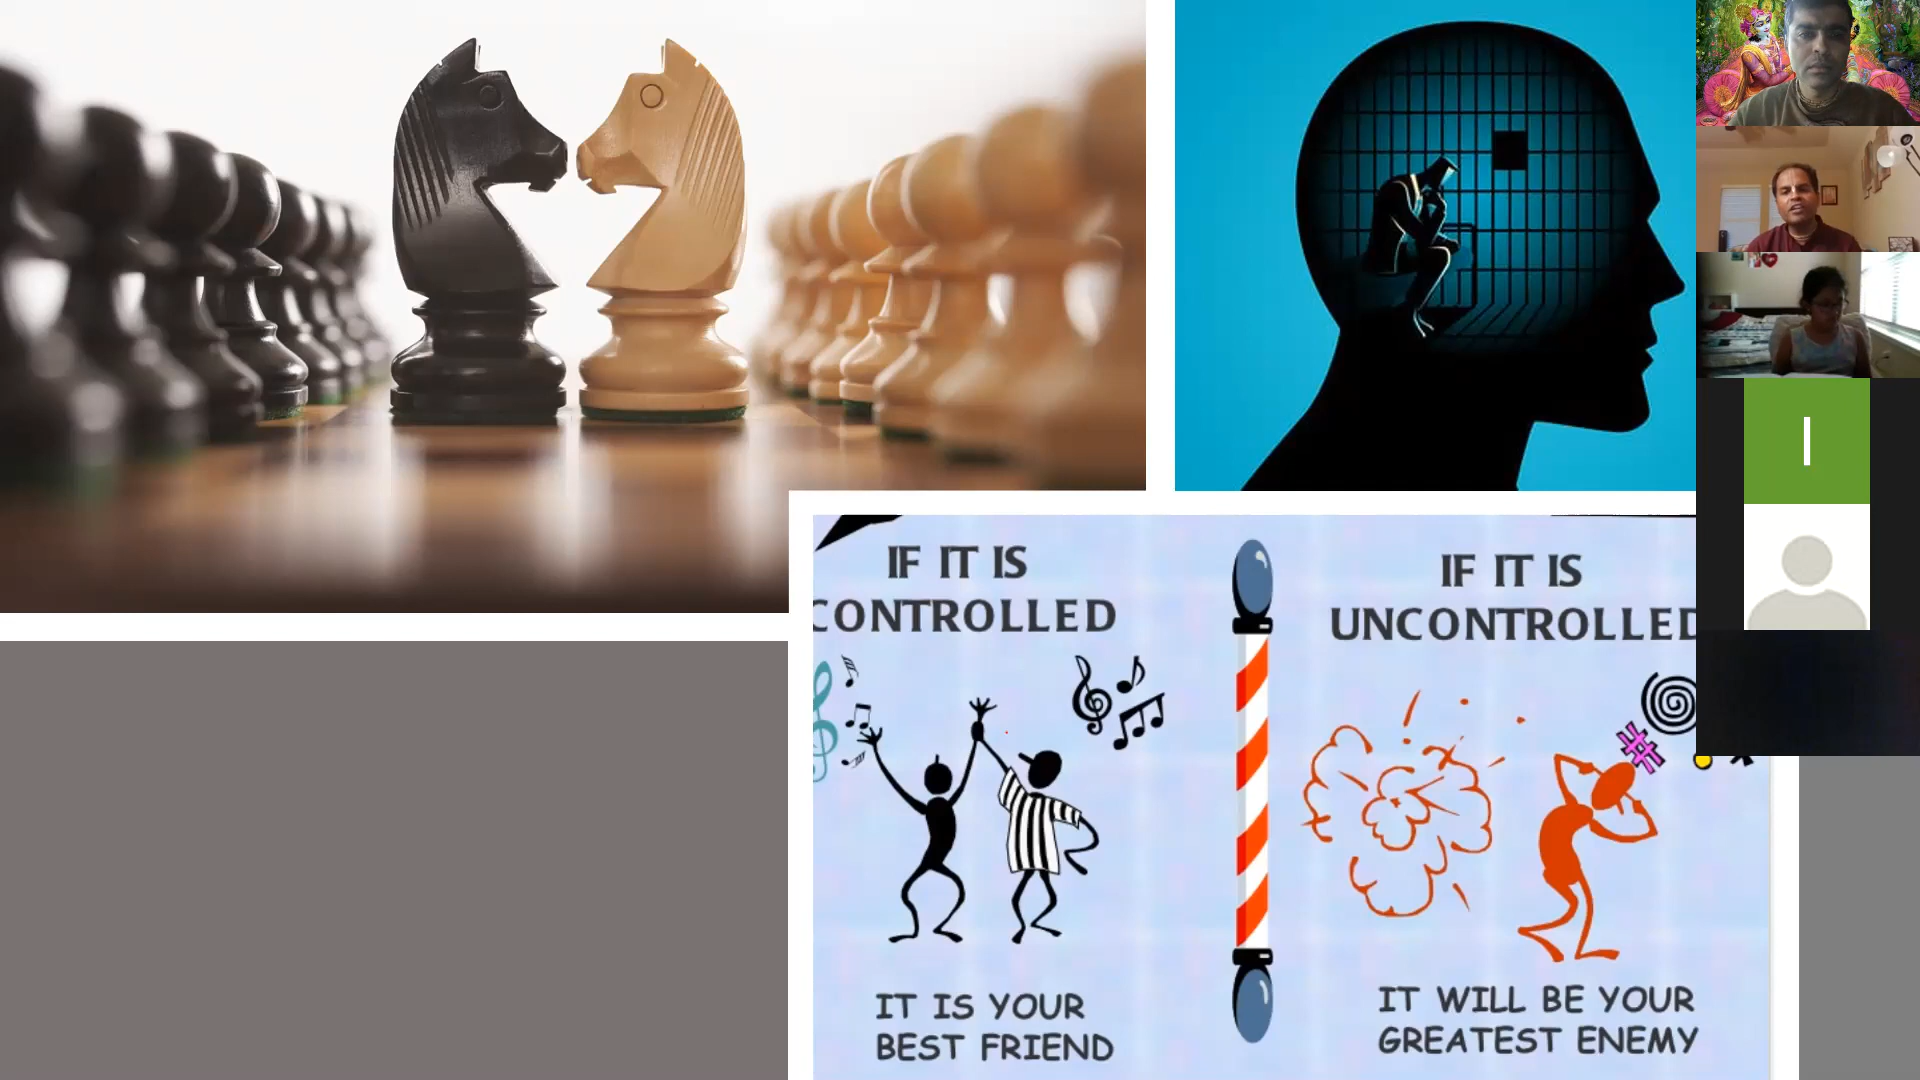 IF IT IS
CONTROLLED
IT IS YOUR
BEST FRIEND
IF IT IS
UNCONTROLLED
IT WILL BE YOUR
GREATEST ENEMY
I